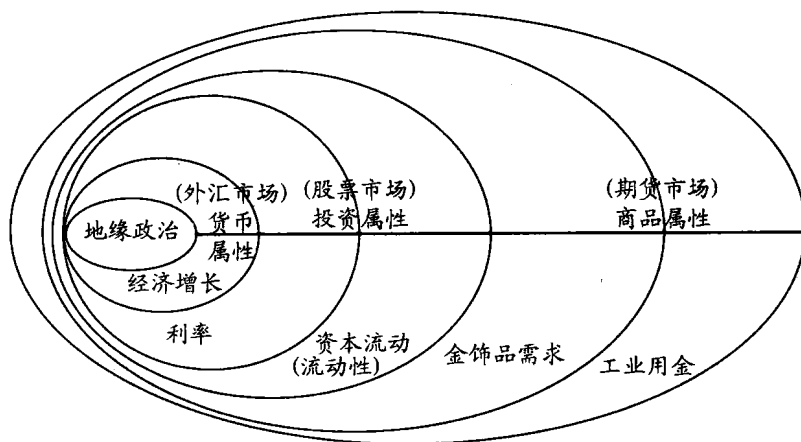 (外汇市场)
货币
属性
(股票市场)
投资属性
(期货市场)
商品属性
地缘政治
经济增长
利率
资本流动
(流动性)
金饰品需求
工业用金